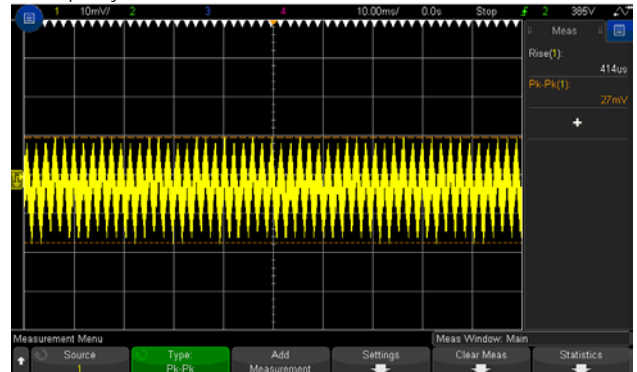 1 10mV/ 2 3 4 10.00ms/ 0.0s Stop 2 385V
Meas
Rise(1):
414us
Pk-Pk(1):
27mV
+
Measurement Menu
Meas Window: Main
Source
1
Type:
Pk-Pk
Add
Measurement
Settings
Clear Meas
Statistics